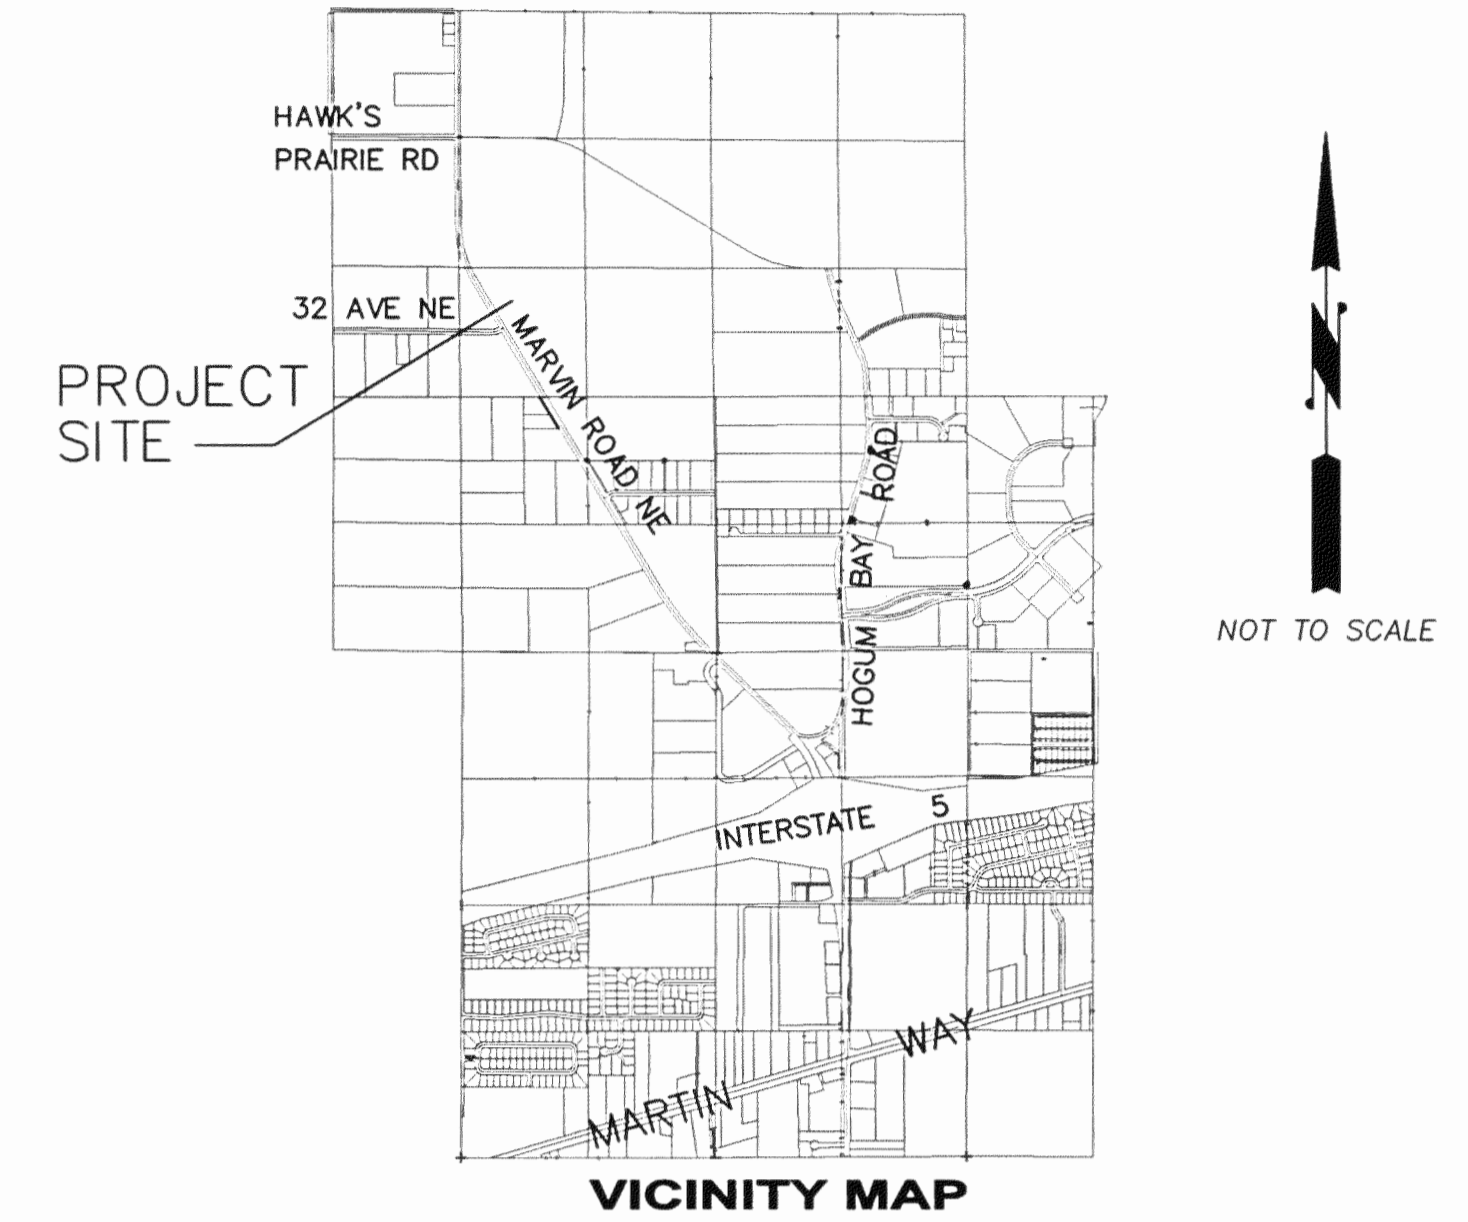 HAWK'S
PRAIRIE RD
32 AVE NE
PROJECT
SITE
MARVIN ROAD NE
HOGUM BAY ROAD
N
NOT TO SCALE
INTERSTATE 5
MARTIN WAY
VICINITY MAP